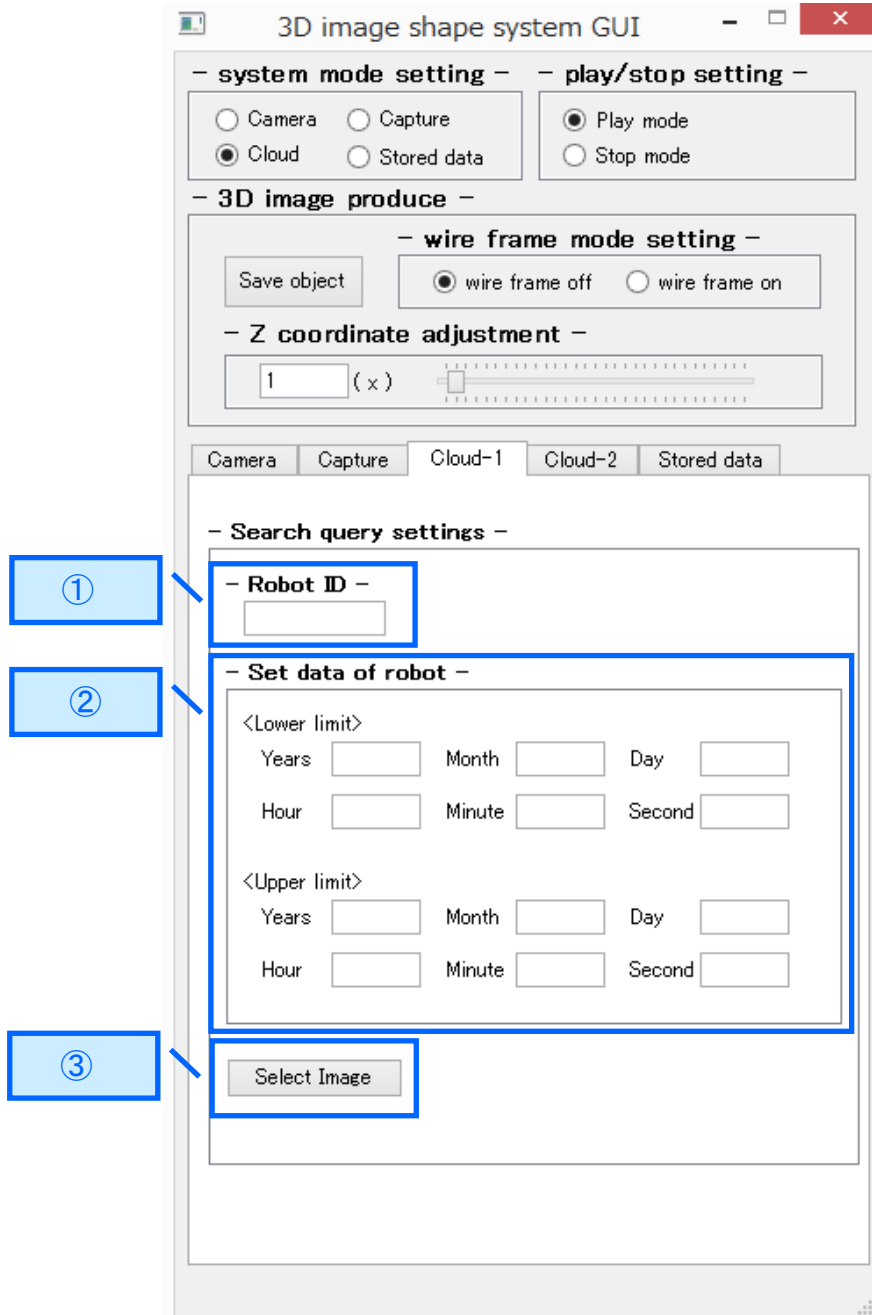 3D image shape system GUI
- system mode setting - - play/stop setting -
Camera Capture Play mode
Cloud Stored data Stop mode
- 3D image produce -
- wire frame mode setting -
Save object wire frame off wire frame on
- Z coordinate adjustment -
1 (x)
Camera Capture Cloud-1 Cloud-2 Stored data
- Search query settings -
①
- Robot ID -
②
- Set data of robot -
<Lower limit>
Years Month Day
Hour Minute Second
<Upper limit>
Years Month Day
Hour Minute Second
③
Select Image